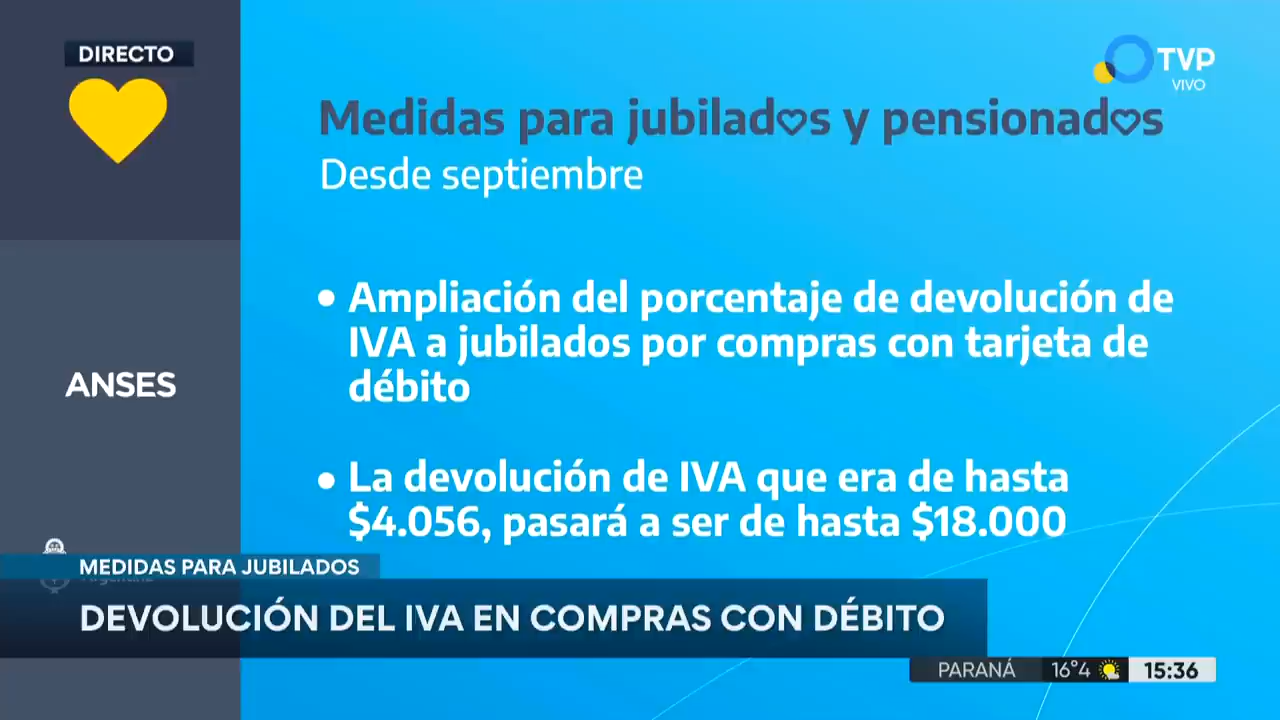 DIRECTO
TVP
VIVO
Medidas para jubilados y pensionados
Desde septiembre
• Ampliación del porcentaje de devolución de
IVA a jubilados por compras con tarjeta de
débito
ANSES
• La devolución de IVA que era de hasta
$4.056, pasará a ser de hasta $18.000
MEDIDAS PARA JUBILADOS
DEVOLUCIÓN DEL IVA EN COMPRAS CON DÉBITO
PARANÁ 16°4 15:36